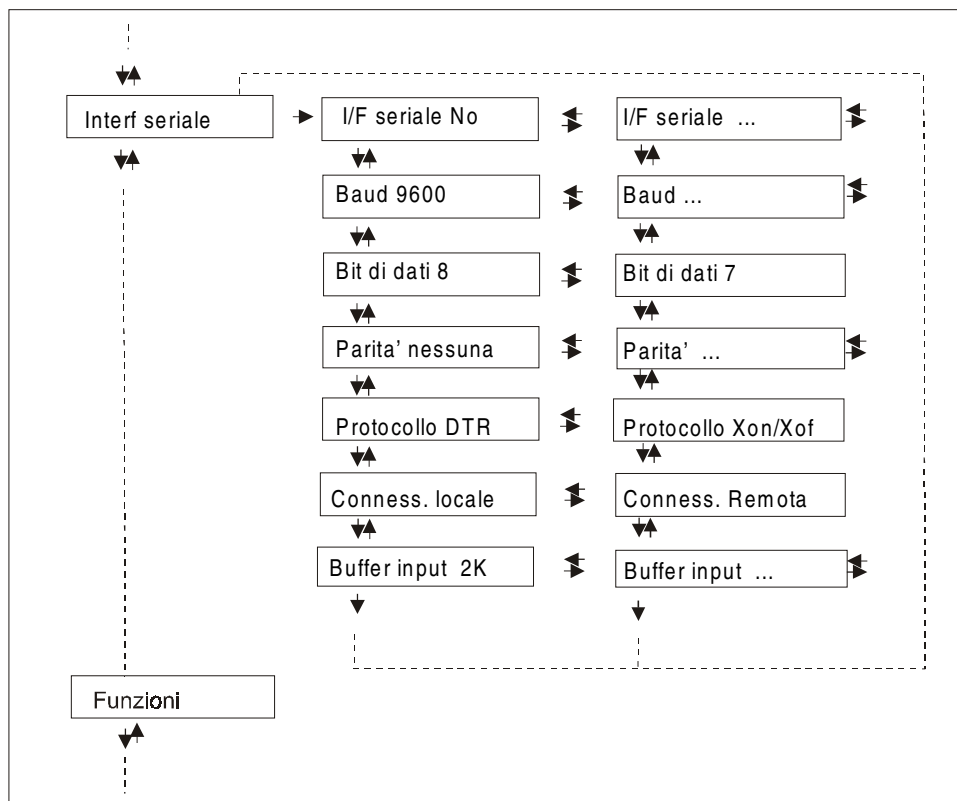 Interf seriale
I/F seriale No
I/F seriale ...
Baud 9600
Baud ...
Bit di dati 8
Bit di dati 7
Parita' nessuna
Parita' ...
Protocollo DTR
Protocollo Xon/Xof
Conness. locale
Conness. Remota
Buffer input 2K
Buffer input ...
Funzioni